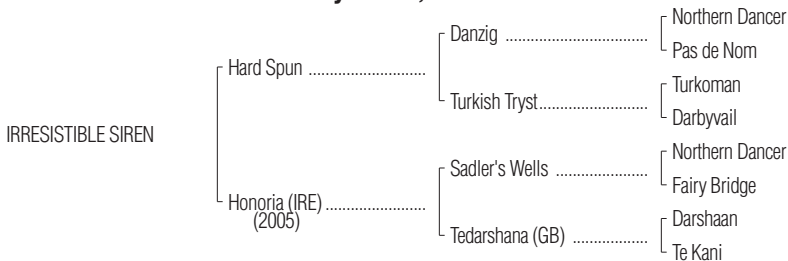 Northern Dancer
Danzig
Pas de Nom
Hard Spun
Turkoman
Turkish Tryst
Darbyvail
IRRESISTIBLE SIREN
Northern Dancer
Sadler's Wells
Fairy Bridge
Honoria (IRE)
(2005)
Darshaan
Tedarshana (GB)
Te Kani